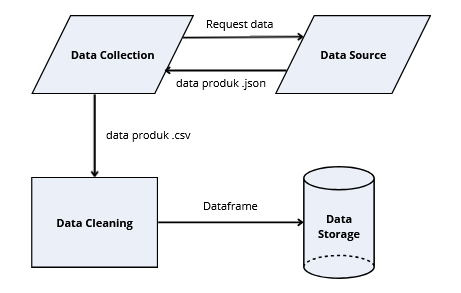 Request data
Data Collection
Data Source
data produk .json
data produk .csv
Data Cleaning
Dataframe
Data
Storage